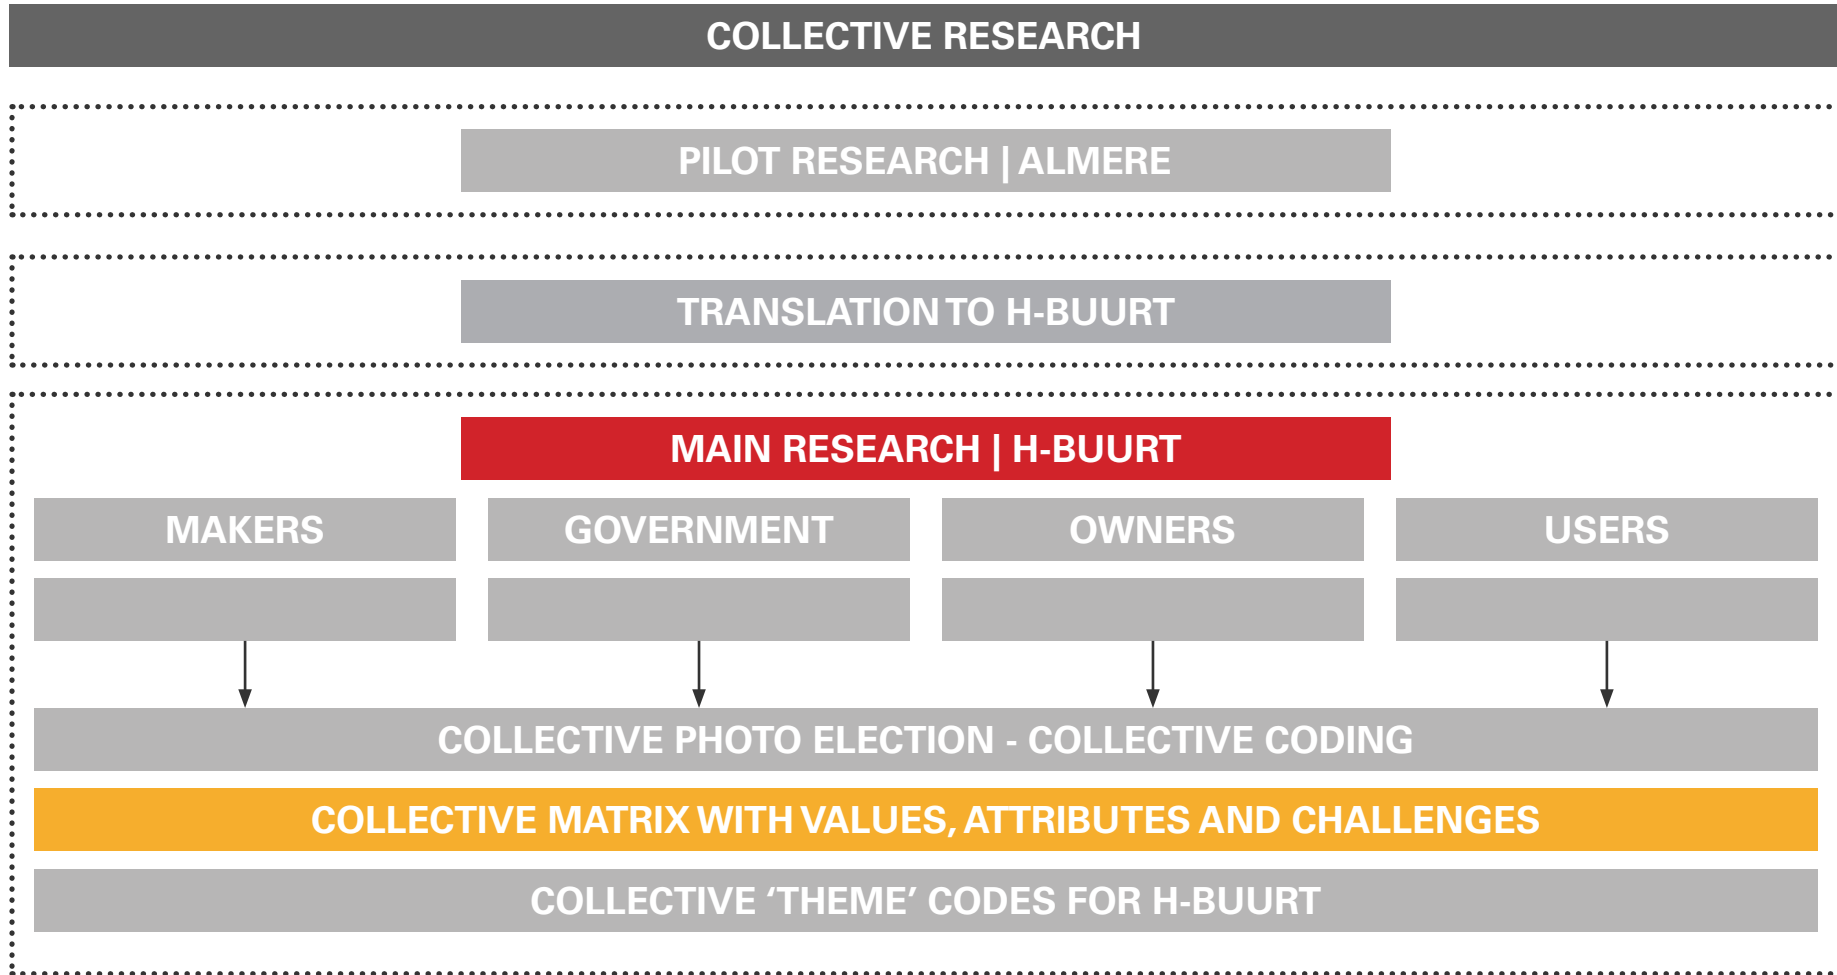 COLLECTIVE RESEARCH
PILOT RESEARCH | ALMERE
TRANSLATION TO H-BUURT
MAIN RESEARCH | H-BUURT
MAKERS
GOVERNMENT
OWNERS
USERS
COLLECTIVE PHOTO ELECTION - COLLECTIVE CODING
COLLECTIVE MATRIX WITH VALUES, ATTRIBUTES AND CHALLENGES
COLLECTIVE ‘THEME’ CODES FOR H-BUURT